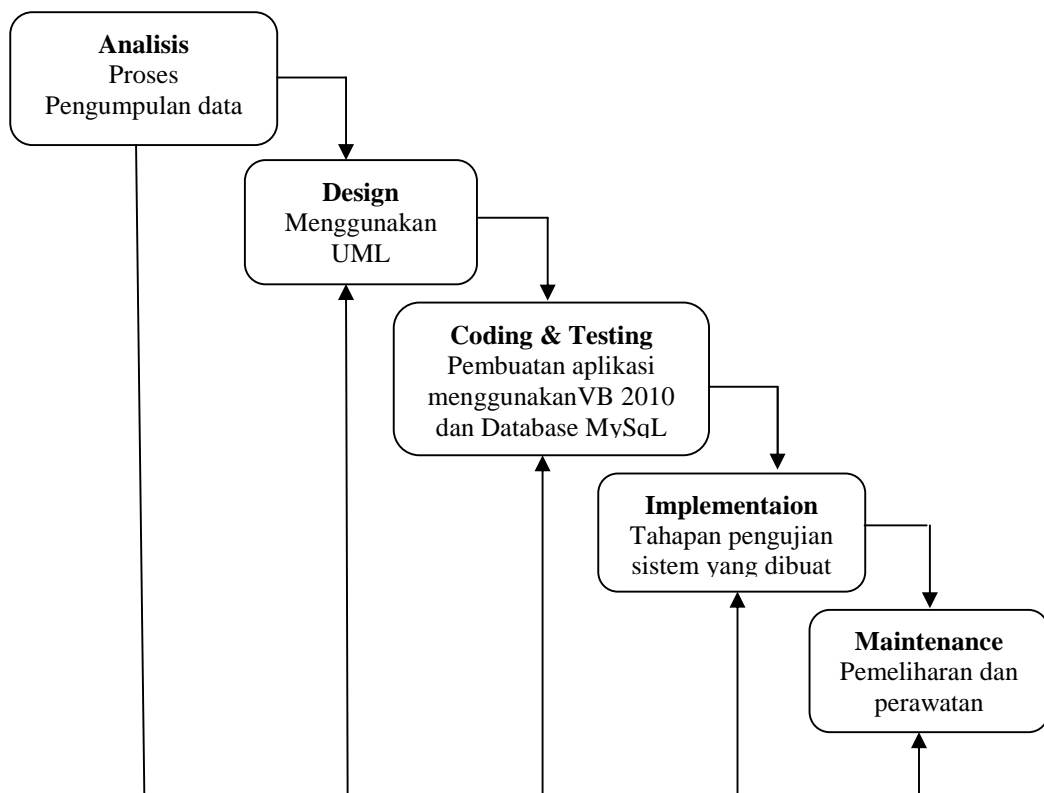 Analisis
Proses
Pengumpulan data
Design
Menggunakan
UML
Coding & Testing
Pembuatan aplikasi
menggunakanVB 2010
dan Database MySqL
Implementaion
Tahapan pengujian
sistem yang dibuat
Maintenance
Pemeliharan dan
perawatan